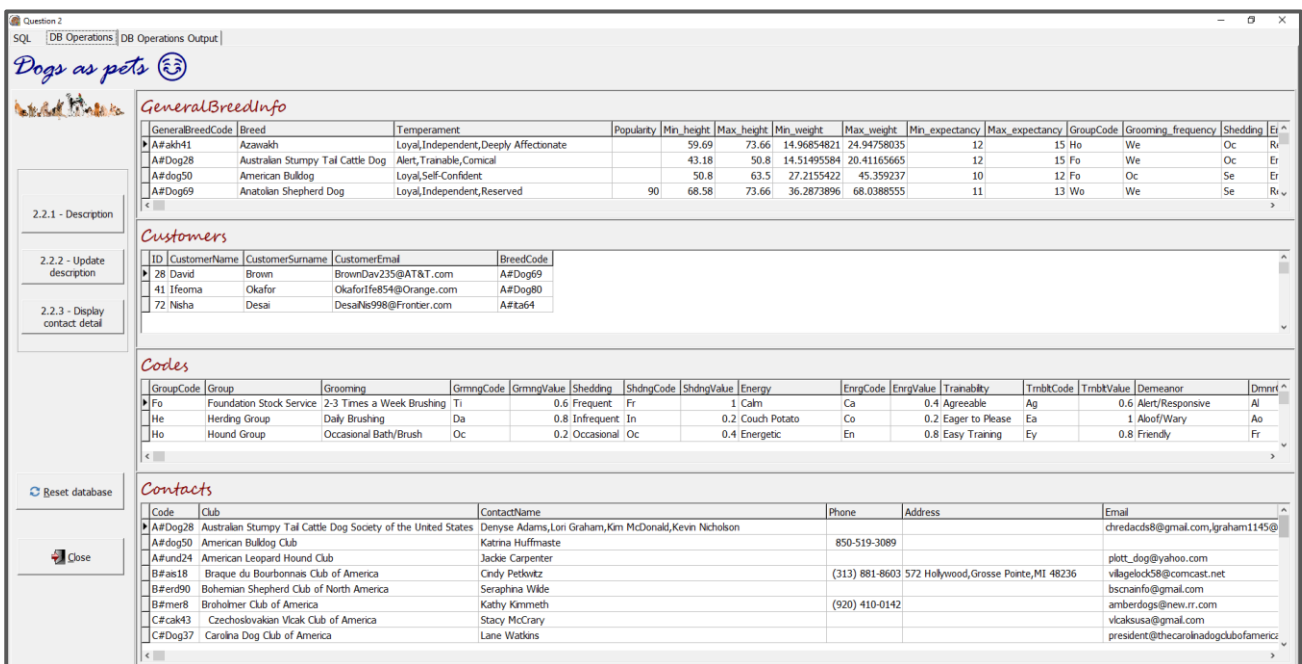 Question 2
SQL DB Operations DB Operations Output
Dogs as pets
GeneralBreedInfo
GeneralBreedCode Breed Temperament Popularity Min_height Max_height Min_weight Max_weight Min_expectancy Max_expectancy GroupCode Grooming_frequency Shedding
A#akh41 Azawakh Loyal,Independent,Deeply Affectionate 59.69 73.66 14.96854821 24.94758035 12 15 Ho We Oc
A#Dog28 Australian Stumpy Tail Cattle Dog Alert,Trainable,Comical 43.18 50.8 14.51495584 20.41165665 12 15 Fo We Oc Er
A#dog50 American Bulldog Loyal,Self-Confident 50.8 63.5 27.2155422 45.359237 10 12 Fo Oc Se Er
A#Dog69 Anatolian Shepherd Dog Loyal,Independent,Reserved 90 68.58 73.66 36.2873896 68.0388555 11 13 Wo We Se
2.2.1 - Description
2.2.2 - Update
description
2.2.3 - Display
contact detail
Customers
ID CustomerName CustomerSurname CustomerEmail BreedCode
28 David Brown BrownDav235@AT&T.com A#Dog69
41 Ifeoma Okafor OkaforIfe854@Orange.com A#Dog80
72 Nisha Desai DesaiNis998@Frontier.com A#ita64
Codes
GroupCode Group Grooming GrmngCode GrmngValue Shedding ShdngCode ShdngValue Energy EnrgCode EnrgValue Trainability TrnbltCode TrnbltValue Demeanor
Fo Foundation Stock Service 2-3 Times a Week Brushing Ti 0.6 Frequent Fr 1 Calm Ca 0.4 Agreeable Ag 0.6 Alert/Responsive Al
He Herding Group Daily Brushing Da 0.8 Infrequent In 0.2 Couch Potato Co 0.2 Eager to Please Ea 1 Aloof/Wary Ao
Ho Hound Group Occasional Bath/Brush Oc 0.2 Occasional Oc 0.4 Energetic En 0.8 Easy Training Ey 0.8 Friendly Fr
Reset database
Close
Contacts
Code Club ContactName Phone Address Email
A#Dog28 Australian Stumpy Tail Cattle Dog Society of the United States Denyse Adams,Lori Graham,Kim McDonald,Kevin Nicholson chredacds8@gmail.com,lgraham1145@
A#dog50 American Bulldog Club Katrina Huffmaste 850-519-3089
A#und24 American Leopard Hound Club Jackie Carpenter plott_dog@yahoo.com
B#ais18 Braque du Bourbonnais Club of America Cindy Petkwitz (313) 881-8603 572 Hollywood,Grosse Pointe,MI 48236 villagelock58@comcast.net
B#erd90 Bohemian Shepherd Club of North America Seraphina Wilde bscnainfo@gmail.com
B#mer8 Broholmer Club of America Kathy Kimmeth (920) 410-0142 amberdogs@new.rr.com
C#cak43 Czechoslovakian Vlcak Club of America Stacy McCrary vlcaksusa@gmail.com
C#Dog37 Carolina Dog Club of America Lane Watkins president@thecarolinadogclubofamerica